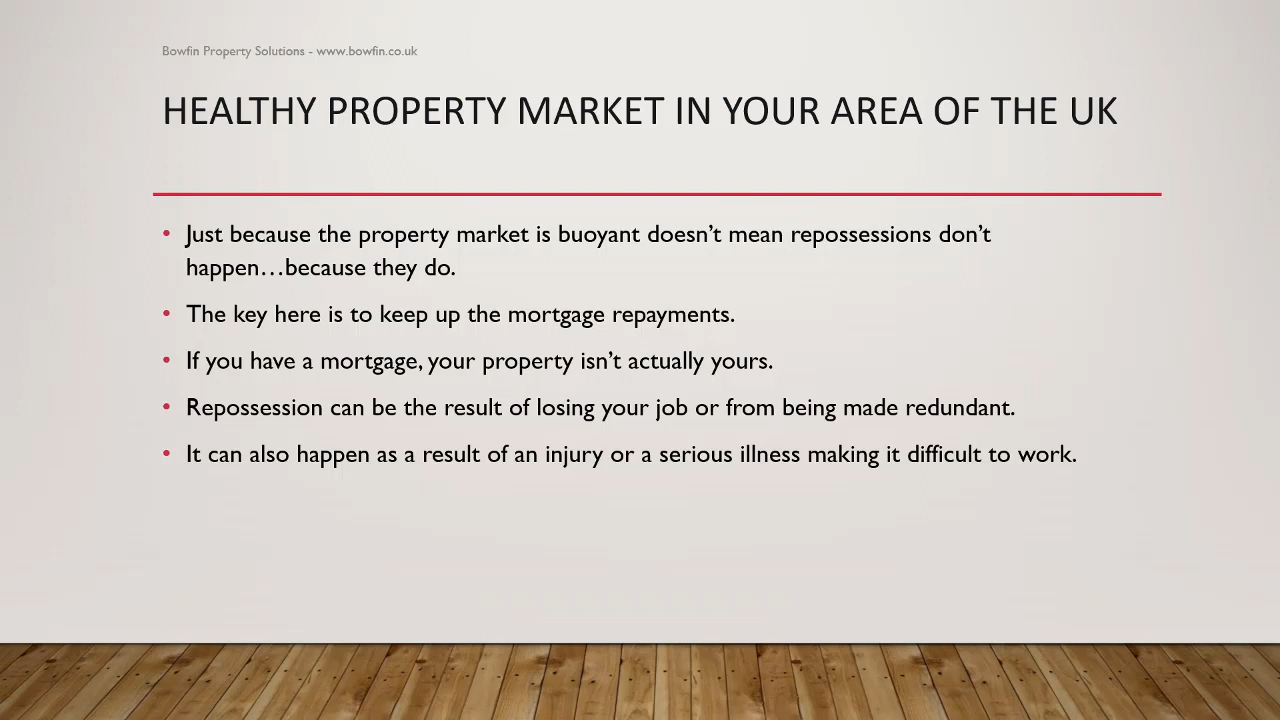 Bowfin Property Solutions - www.bowfin.co.uk
HEALTHY PROPERTY MARKET IN YOUR AREA OF THE UK
• Just because the property market is buoyant doesn’t mean repossessions don’t
happen…because they do.
• The key here is to keep up the mortgage repayments.
• If you have a mortgage, your property isn’t actually yours.
• Repossession can be the result of losing your job or from being made redundant.
• It can also happen as a result of an injury or a serious illness making it difficult to work.